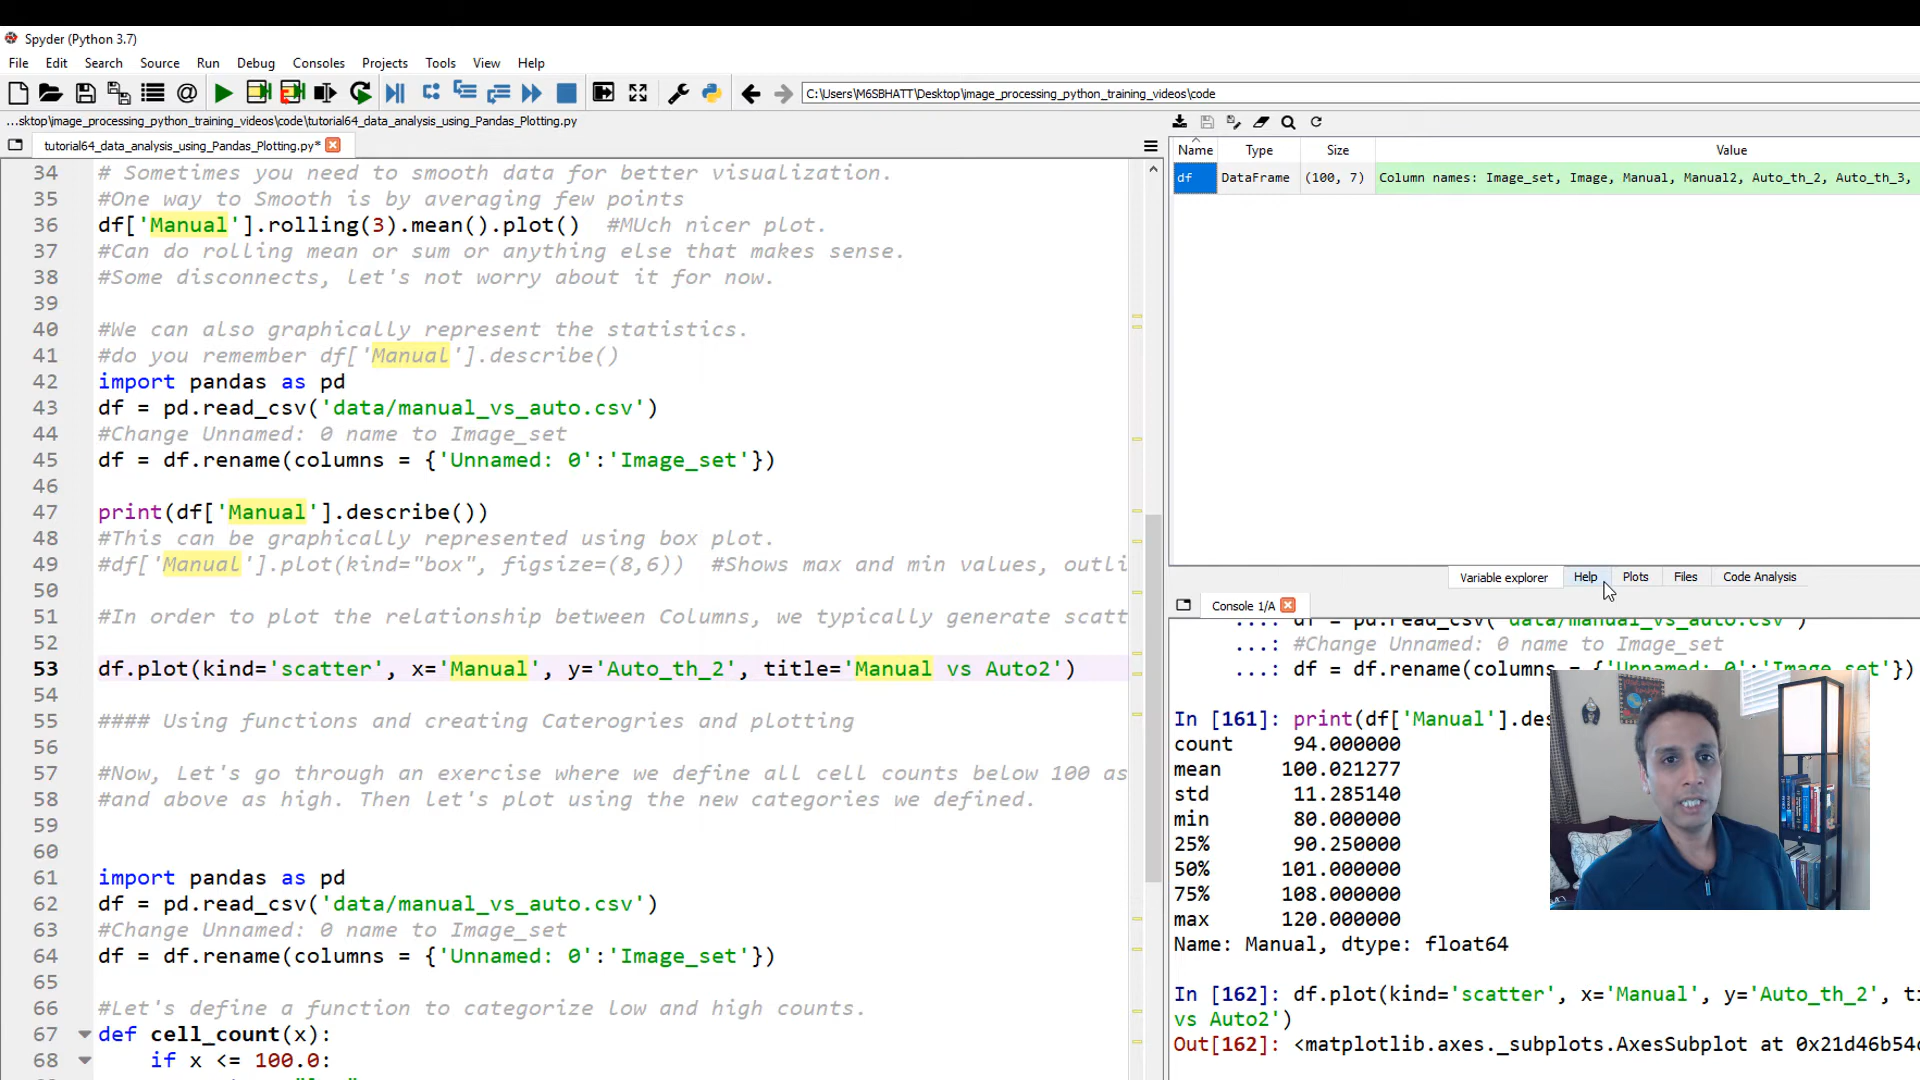 Spyder (Python 3.7)
File Edit Search Source Run Debug Consoles Projects Tools View Help
C:\Users\M6SBHATT\Desktop\image_processing_python_training_videos\code
...sktop\image_processing_python_training_videos\code\tutorial64_data_analysis_using_Pandas_Plotting.py
tutorial64_data_analysis_using_Pandas_Plotting.py*
34 # Sometimes you need to smooth data for better visualization.
35 #One way to Smooth is by averaging few points
36 df['Manual'].rolling(3).mean().plot()  #MUch nicer plot.
37 #Can do rolling mean or sum or anything else that makes sense.
38 #Some disconnects, let's not worry about it for now.
39
40 #We can also graphically represent the statistics.
41 #do you remember df['Manual'].describe()
42 import pandas as pd
43 df = pd.read_csv('data/manual_vs_auto.csv')
44 #Change Unnamed: 0 name to Image_set
45 df = df.rename(columns = {'Unnamed: 0':'Image_set'})
46
47 print(df['Manual'].describe())
48 #This can be graphically represented using box plot.
49 #df['Manual'].plot(kind="box", figsize=(8,6))  #Shows max and min values, outli
50
51 #In order to plot the relationship between Columns, we typically generate scatt
52
53 df.plot(kind='scatter', x='Manual', y='Auto_th_2', title='Manual vs Auto2')
54
55 #### Using functions and creating Caterogries and plotting
56
57 #Now, Let's go through an exercise where we define all cell counts below 100 as
58 #and above as high. Then let's plot using the new categories we defined.
59
60
61 import pandas as pd
62 df = pd.read_csv('data/manual_vs_auto.csv')
63 #Change Unnamed: 0 name to Image_set
64 df = df.rename(columns = {'Unnamed: 0':'Image_set'})
65
66 #Let's define a function to categorize low and high counts.
67 def cell_count(x):
68     if x <= 100.0:
Name Type Size Value
df DataFrame (100, 7) Column names: Image_set, Image, Manual, Manual2, Auto_th_2, Auto_th_3,
Variable explorer Help Plots Files Code Analysis
Console 1/A
...: df = pd.read_csv('data/manual_vs_auto.csv')
...: #Change Unnamed: 0 name to Image_set
...: df = df.rename(columns = {'Unnamed: 0':'Image_set'})
In [161]: print(df['Manual'].des
count 94.000000
mean 100.021277
std 11.285140
min 80.000000
25% 90.250000
50% 101.000000
75% 108.000000
max 120.000000
Name: Manual, dtype: float64
In [162]: df.plot(kind='scatter', x='Manual', y='Auto_th_2', ti
vs Auto2')
Out[162]: <matplotlib.axes._subplots.AxesSubplot at 0x21d46b54